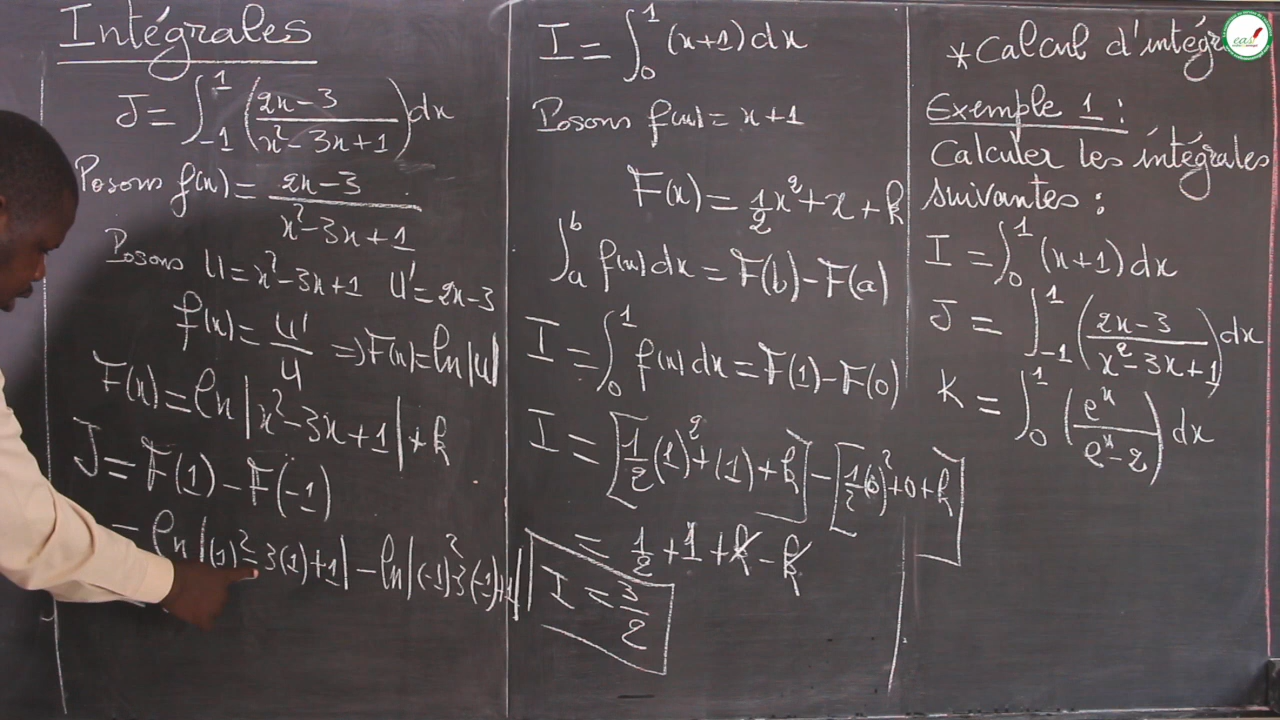 Intégrales
J = ∫₋₁¹ ((2x-3)/(x²-3x+1)) dx
Posons f(x) = (2x-3)/(x²-3x+1)
Posons U = x²-3x+1 U' = 2x-3
f(x) = U'/U ⇒ F(x) = ln|U|
F(x) = ln|x²-3x+1| + k
J = F(1) - F(-1)
= ln|(1)²-3(1)+1| - ln|(-1)²-3(-1)+1|
I = ∫₀¹ (x+1) dx
Posons f(x) = x+1
F(x) = 1/2 x² + x + k
∫ₐᵇ f(x) dx = F(b) - F(a)
I = ∫₀¹ f(x) dx = F(1) - F(0)
I = [1/2 (1)² + (1) + k] - [1/2 (0)² + 0 + k]
= 1/2 + 1 + k - k
I = 3/2
* Calcul d'intégr
Exemple 1 :
Calculer les intégrales
suivantes :
I = ∫₀¹ (x+1) dx
J = ∫₋₁¹ ((2x-3)/(x²-3x+1)) dx
K = ∫₀¹ (eˣ/(eˣ-2)) dx
eas